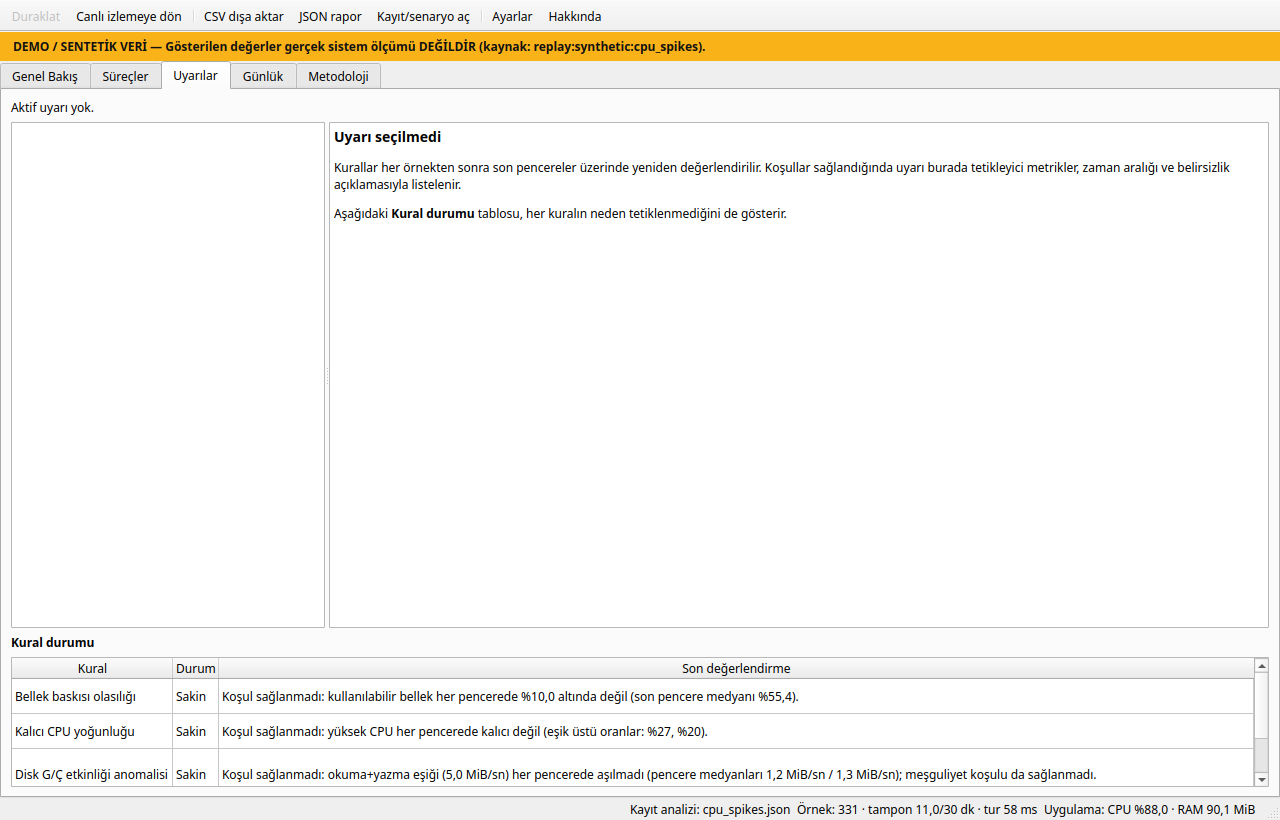 Duraklat Canlı izlemeye dön CSV dışa aktar JSON rapor Kayıt/senaryo aç Ayarlar Hakkında
DEMO / SENTETİK VERİ — Gösterilen değerler gerçek sistem ölçümü DEĞİLDİR (kaynak: replay:synthetic:cpu_spikes).
Genel Bakış Süreçler Uyarılar Günlük Metodoloji
Aktif uyarı yok.
Uyarı seçilmedi
Kurallar her örnekten sonra son pencereler üzerinde yeniden değerlendirilir. Koşullar sağlandığında uyarı burada tetikleyici metrikler, zaman aralığı ve belirsizlik
açıklamasıyla listelenir.
Aşağıdaki Kural durumu tablosu, her kuralın neden tetiklenmediğini de gösterir.
Kural durumu
Kural Durum Son değerlendirme
Bellek baskısı olasılığı Sakin Koşul sağlanmadı: kullanılabilir bellek her pencerede %10,0 altında değil (son pencere medyanı %55,4).
Kalıcı CPU yoğunluğu Sakin Koşul sağlanmadı: yüksek CPU her pencerede kalıcı değil (eşik üstü oranlar: %27, %20).
Disk G/Ç etkinliği anomalisi Sakin Koşul sağlanmadı: okuma+yazma eşiği (5,0 MiB/sn) her pencerede aşılmadı (pencere medyanları 1,2 MiB/sn / 1,3 MiB/sn); meşguliyet koşulu da sağlanmadı.
Kayıt analizi: cpu_spikes.json Örnek: 331 · tampon 11,0/30 dk · tur 58 ms Uygulama: CPU %88,0 · RAM 90,1 MiB